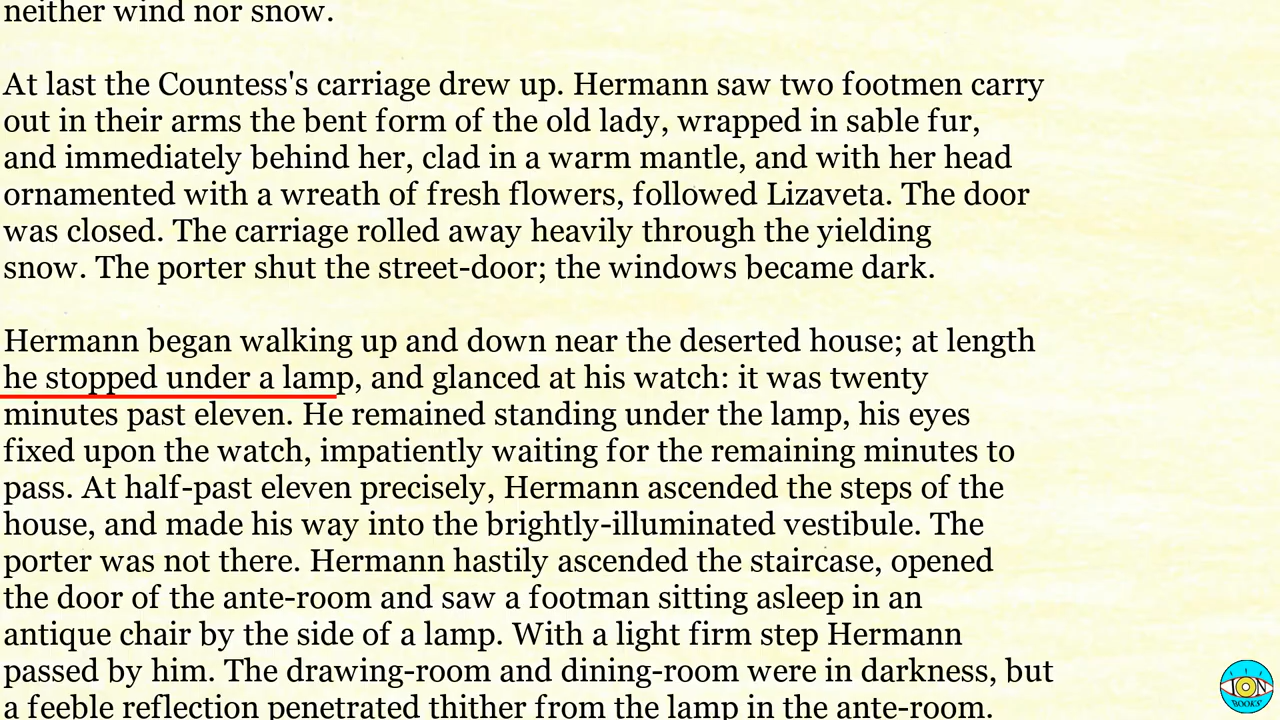 neither wind nor snow.
At last the Countess's carriage drew up. Hermann saw two footmen carry
out in their arms the bent form of the old lady, wrapped in sable fur,
and immediately behind her, clad in a warm mantle, and with her head
ornamented with a wreath of fresh flowers, followed Lizaveta. The door
was closed. The carriage rolled away heavily through the yielding
snow. The porter shut the street-door; the windows became dark.
Hermann began walking up and down near the deserted house; at length
he stopped under a lamp, and glanced at his watch: it was twenty
minutes past eleven. He remained standing under the lamp, his eyes
fixed upon the watch, impatiently waiting for the remaining minutes to
pass. At half-past eleven precisely, Hermann ascended the steps of the
house, and made his way into the brightly-illuminated vestibule. The
porter was not there. Hermann hastily ascended the staircase, opened
the door of the ante-room and saw a footman sitting asleep in an
antique chair by the side of a lamp. With a light firm step Hermann
passed by him. The drawing-room and dining-room were in darkness, but
a feeble reflection penetrated thither from the lamp in the ante-room.
ION
BOOKS